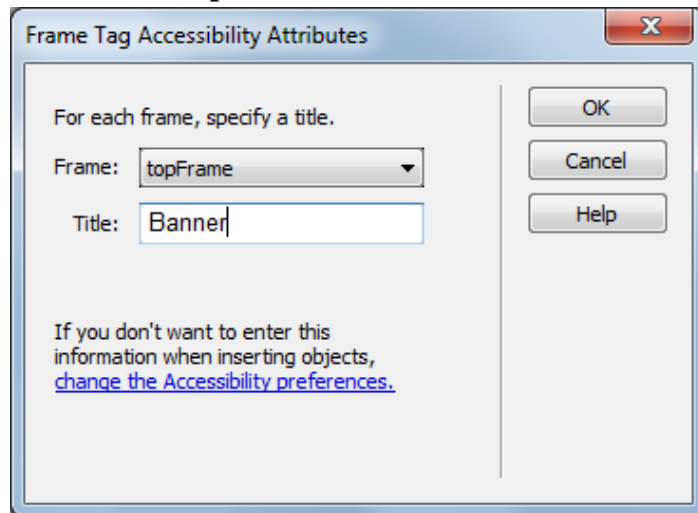 Frame Tag Accessibility Attributes
For each frame, specify a title.
Frame: topFrame
Title: Banner
If you don't want to enter this
information when inserting objects,
change the Accessibility preferences.
OK
Cancel
Help